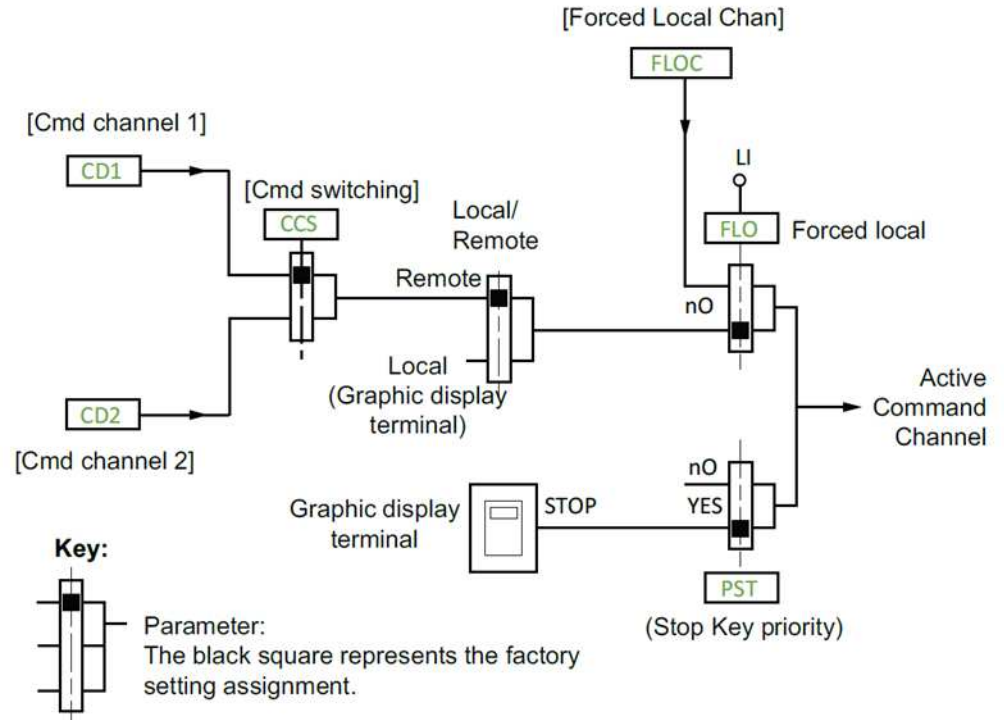 [Forced Local Chan]
FLOC
[Cmd channel 1]
CD1
LI
[Cmd switching]
CCS
Local/
Remote
FLO
Forced local
Remote
nO
Local
(Graphic display
terminal)
CD2
[Cmd channel 2]
Active
Command
Channel
nO
YES
Graphic display
terminal
STOP
PST
(Stop Key priority)
Key:
Parameter:
The black square represents the factory
setting assignment.